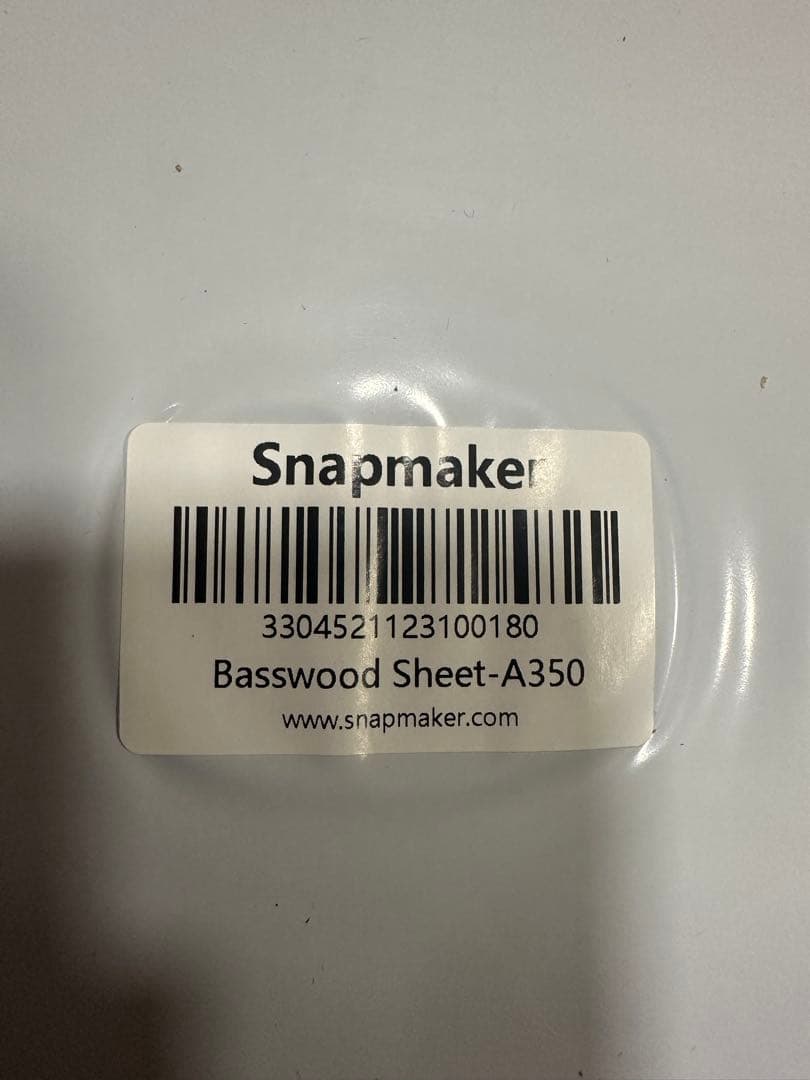 Snapmaker
3304521123100180
Basswood Sheet-A350
www.snapmaker.com